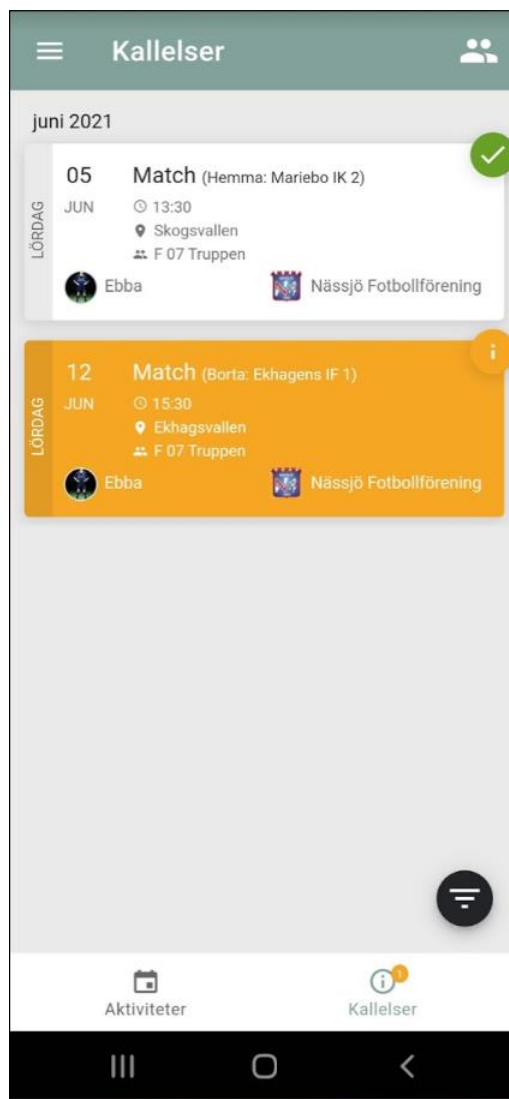 Kallelser
juni 2021
LÖRDAG
05 Match (Hemma: Mariebo IK 2)
JUN 13:30
Skogsvallen
F 07 Truppen
Ebba Nässjö Fotbollförening
LÖRDAG
12 Match (Borta: Ekhagens IF 1)
JUN 15:30
Ekhagsvallen
F 07 Truppen
Ebba Nässjö Fotbollförening
1
Aktiviteter Kallelser